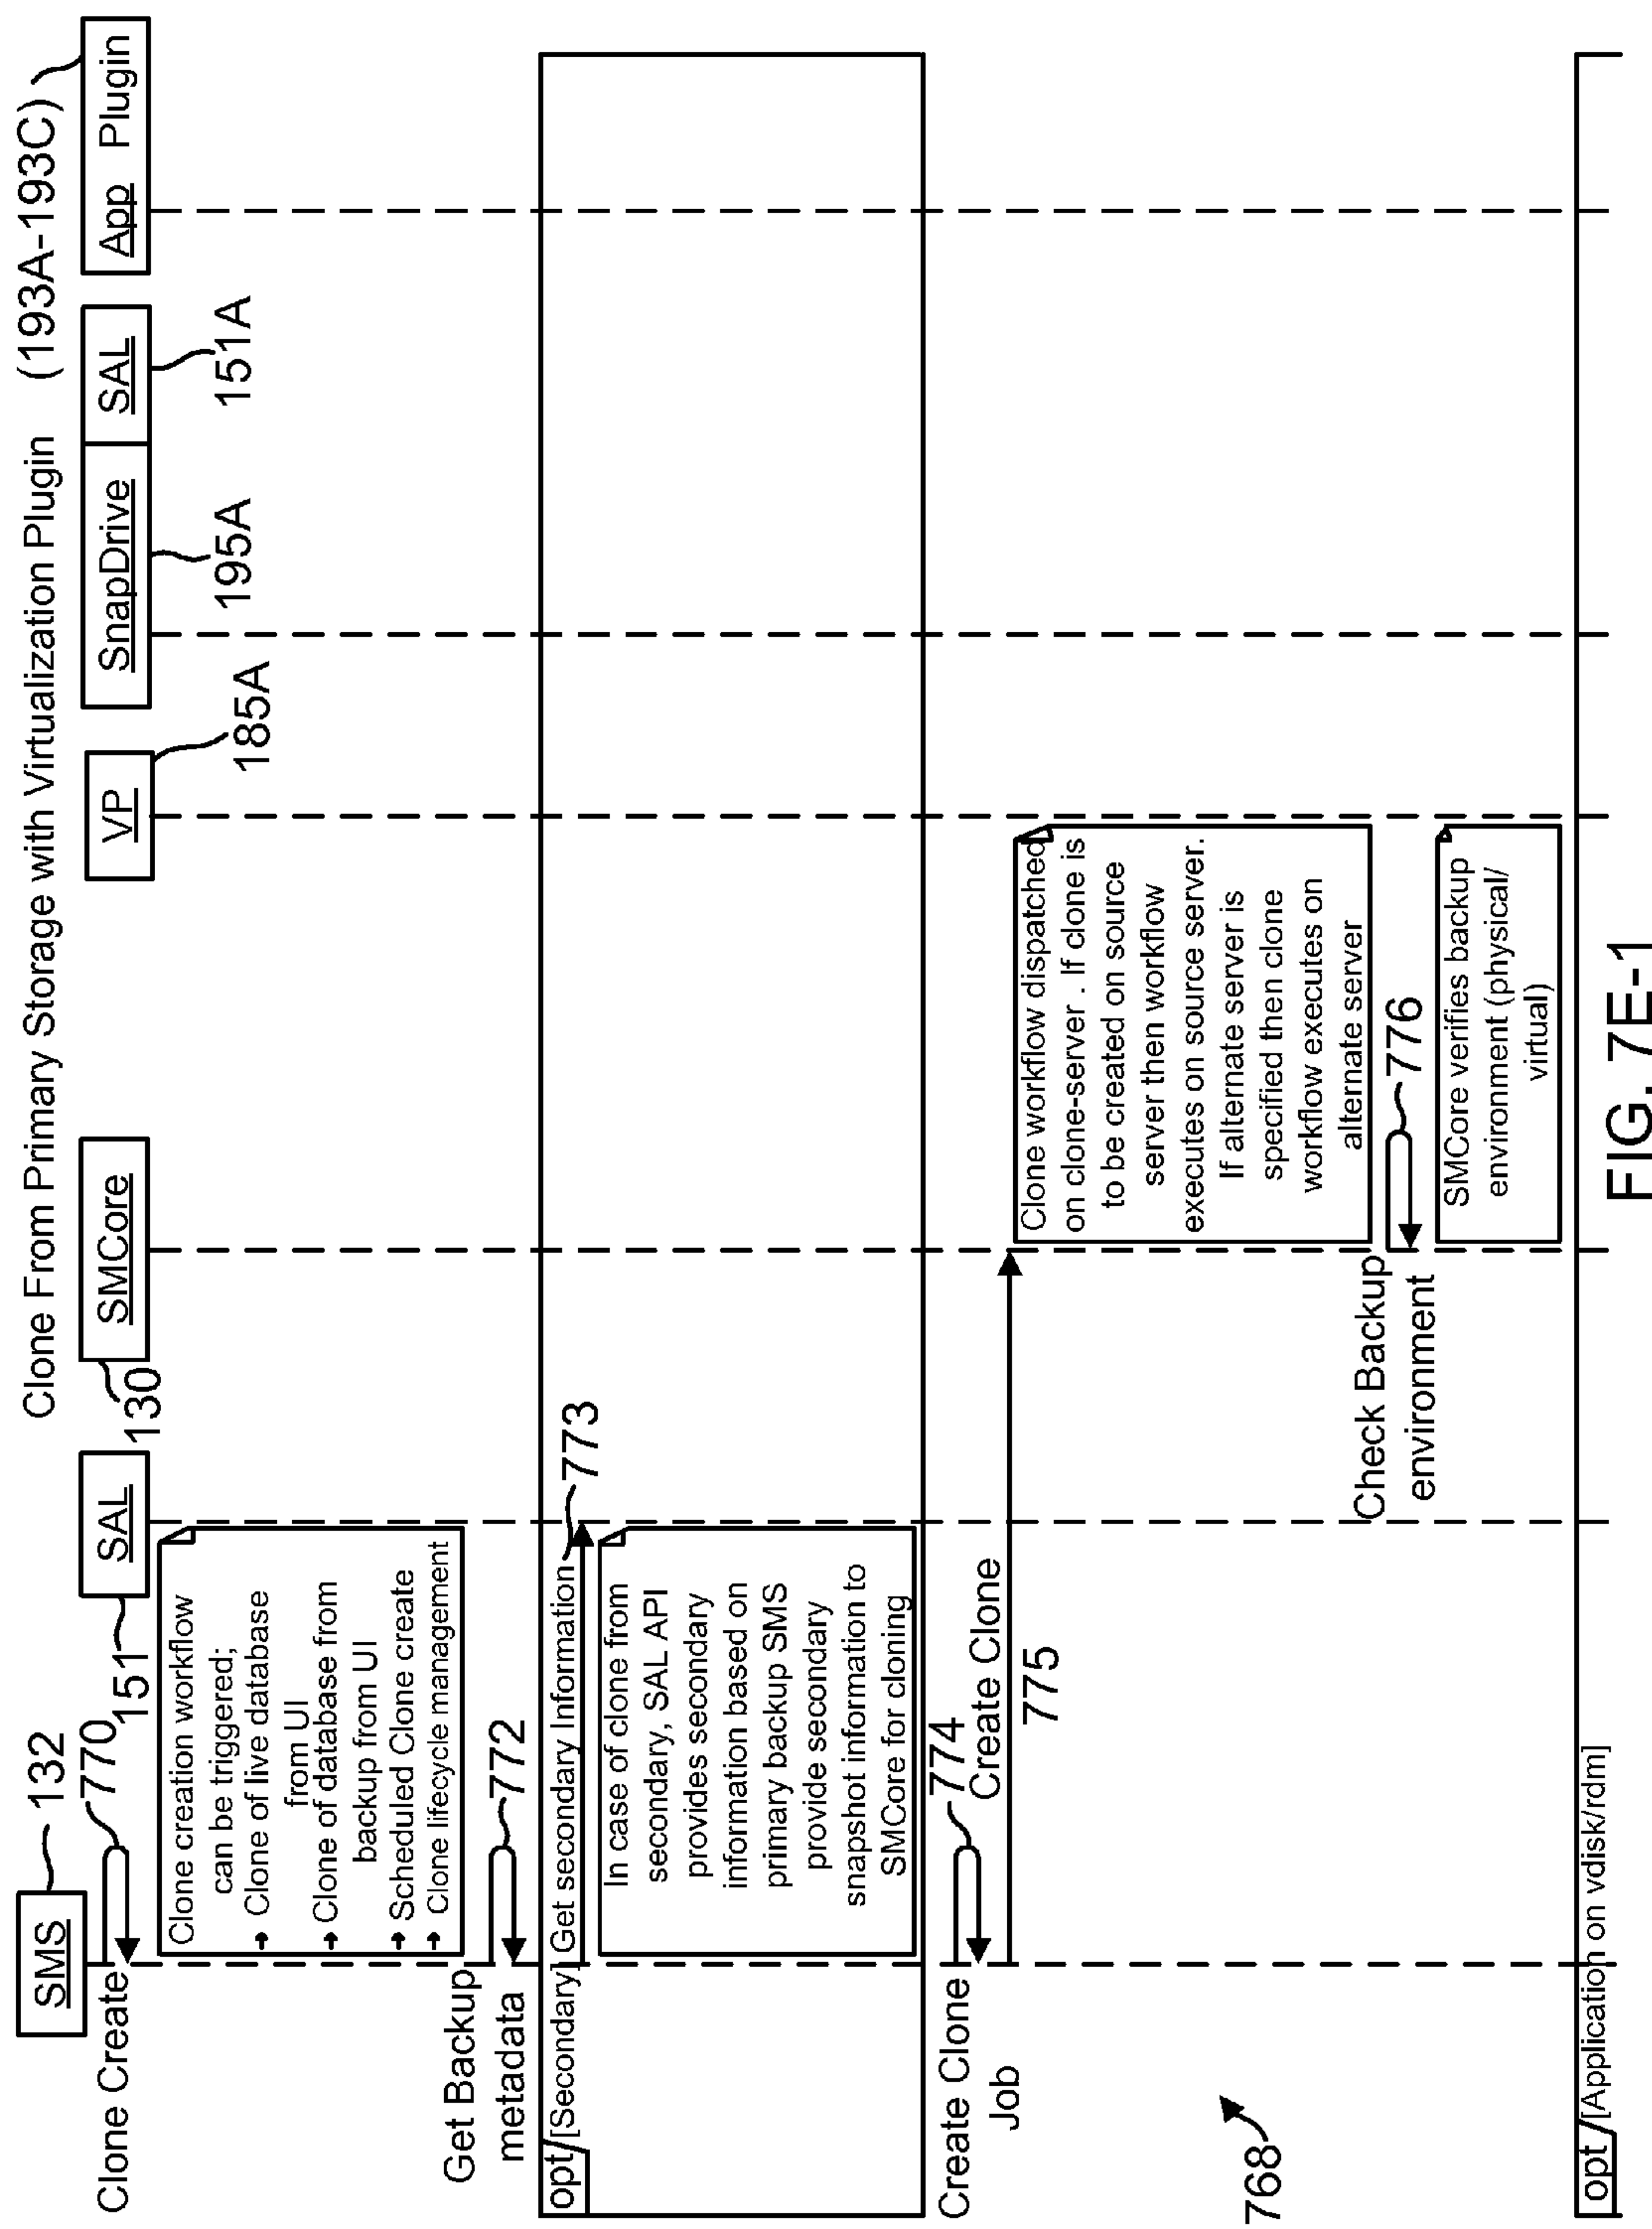 Clone From Primary Storage with Virtualization Plugin
(193A-193C)
SMS
132
SAL
151
SMCore
130
VP
185A
SnapDrive
195A
SAL
151A
App Plugin
Clone Create
770
Clone creation workflow
can be triggered;
➔ Clone of live database
from UI
➔ Clone of database from
backup from UI
➔ Scheduled Clone create
➔ Clone lifecycle management
Get Backup
metadata
772
opt
[Secondary]
Get secondary Information
773
In case of clone from
secondary, SAL API
provides secondary
information based on
primary backup SMS
provide secondary
snapshot information to
SMCore for cloning
Create Clone
Job
774
Create Clone
775
Clone workflow dispatched
on clone-server . If clone is
to be created on source
server then workflow
executes on source server.
If alternate server is
specified then clone
workflow executes on
alternate server
Check Backup
environment
776
SMCore verifies backup
environment (physical/
virtual)
768
opt
[Application on vdisk/rdm]
FIG. 7E-1